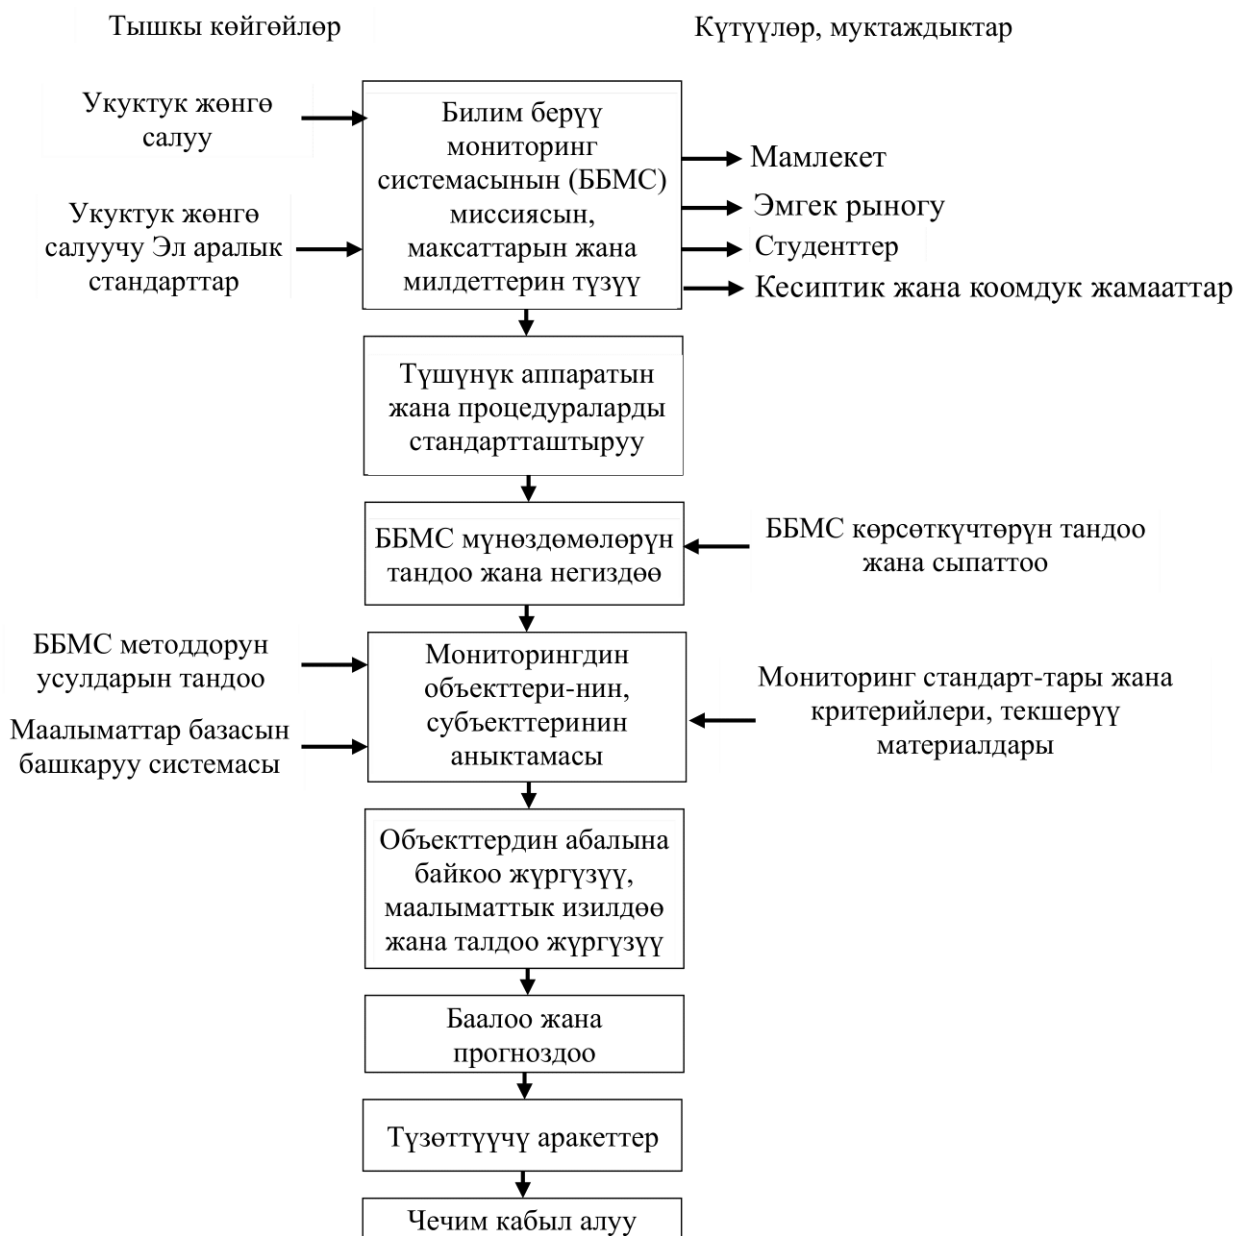 Тышкы көйгөйлөр
Күтүүлөр, муктаждыктар
Укуктук жөнгө
салуу
Укуктук жөнгө
салуучу Эл аралык
стандарттар
Билим берүү
мониторинг
системасынын (ББМС)
миссиясын,
максаттарын жана
милдеттерин түзүү
Мамлекет
Эмгек рыногу
Студенттер
Кесиптик жана коомдук жамааттар
Түшүнүк аппаратын
жана процедураларды
стандартташтыруу
ББМС мүнөздөмөлөрүн
тандоо жана негиздөө
ББМС көрсөткүчтөрүн тандоо
жана сыпаттоо
ББМС методдорун
усулдарын тандоо
Маалыматтар базасын
башкаруу системасы
Мониторингдин
объекттери-нин,
субъекттеринин
аныктамасы
Мониторинг стандарт-тары жана
критерийлери, текшерүү
материалдары
Объекттердин абалына
байкоо жүргүзүү,
маалыматтык изилдөө
жана талдоо жүргүзүү
Баалоо жана
прогноздоо
Түзөттүүчү аракеттер
Чечим кабыл алуу